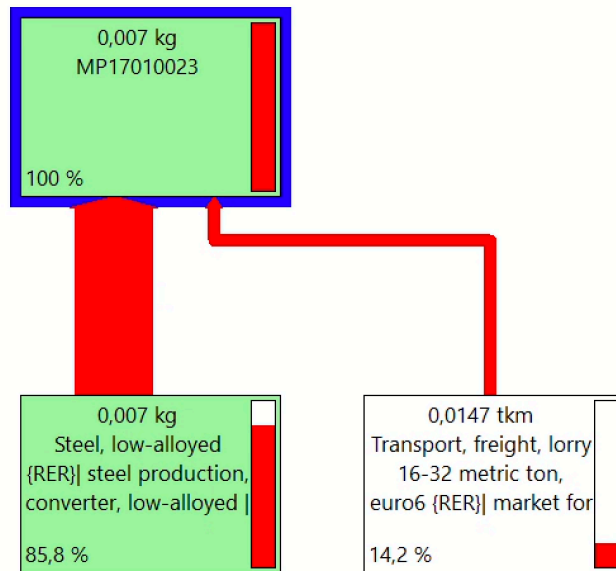 0,007 kg
MP17010023
100 %
0,007 kg
Steel, low-alloyed
{RER}| steel production,
converter, low-alloyed |
85,8 %
0,0147 tkm
Transport, freight, lorry
16-32 metric ton,
euro6 {RER}| market for
14,2 %